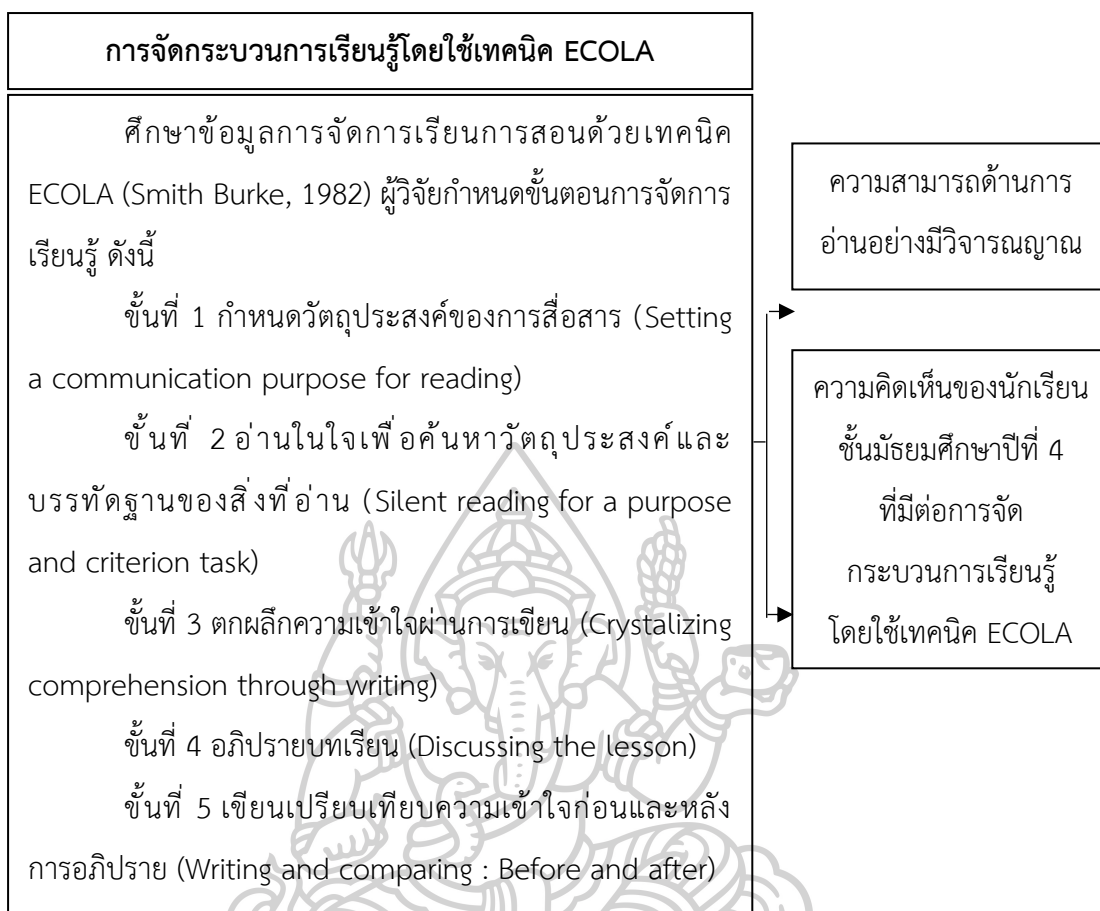 การจัดกระบวนการเรียนรู้โดยใช้เทคนิค ECOLA
ศึกษาข้อมูลการจัดการเรียนการสอนด้วยเทคนิค
ECOLA (Smith Burke, 1982) ผู้วิจัยกำหนดขั้นตอนการจัดการ
เรียนรู้ ดังนี้
ขั้นที่ 1 กำหนดวัตถุประสงค์ของการสื่อสาร (Setting
a communication purpose for reading)
ขั้นที่ 2 อ่านในใจเพื่อค้นหาวัตถุประสงค์และ
บรรทัดฐานของสิ่งที่อ่าน (Silent reading for a purpose
and criterion task)
ขั้นที่ 3 ตกผลึกความเข้าใจผ่านการเขียน (Crystalizing
comprehension through writing)
ขั้นที่ 4 อภิปรายบทเรียน (Discussing the lesson)
ขั้นที่ 5 เขียนเปรียบเทียบความเข้าใจก่อนและหลัง
การอภิปราย (Writing and comparing : Before and after)
ความสามารถด้านการ
อ่านอย่างมีวิจารณญาณ
ความคิดเห็นของนักเรียน
ชั้นมัธยมศึกษาปีที่ 4
ที่มีต่อการจัด
กระบวนการเรียนรู้
โดยใช้เทคนิค ECOLA